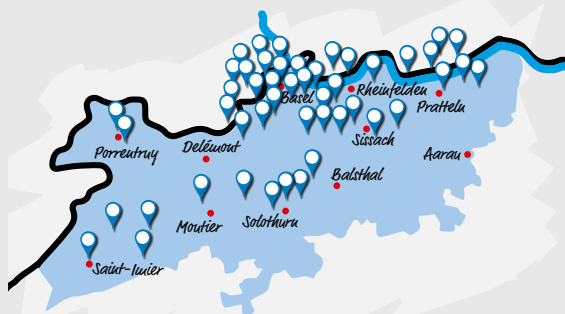 Basel
Rheinfelden
Pratteln
Sissach
Delémont
Porrentruy
Aarau
Balsthal
Moutier
Solothurn
Saint-Imier